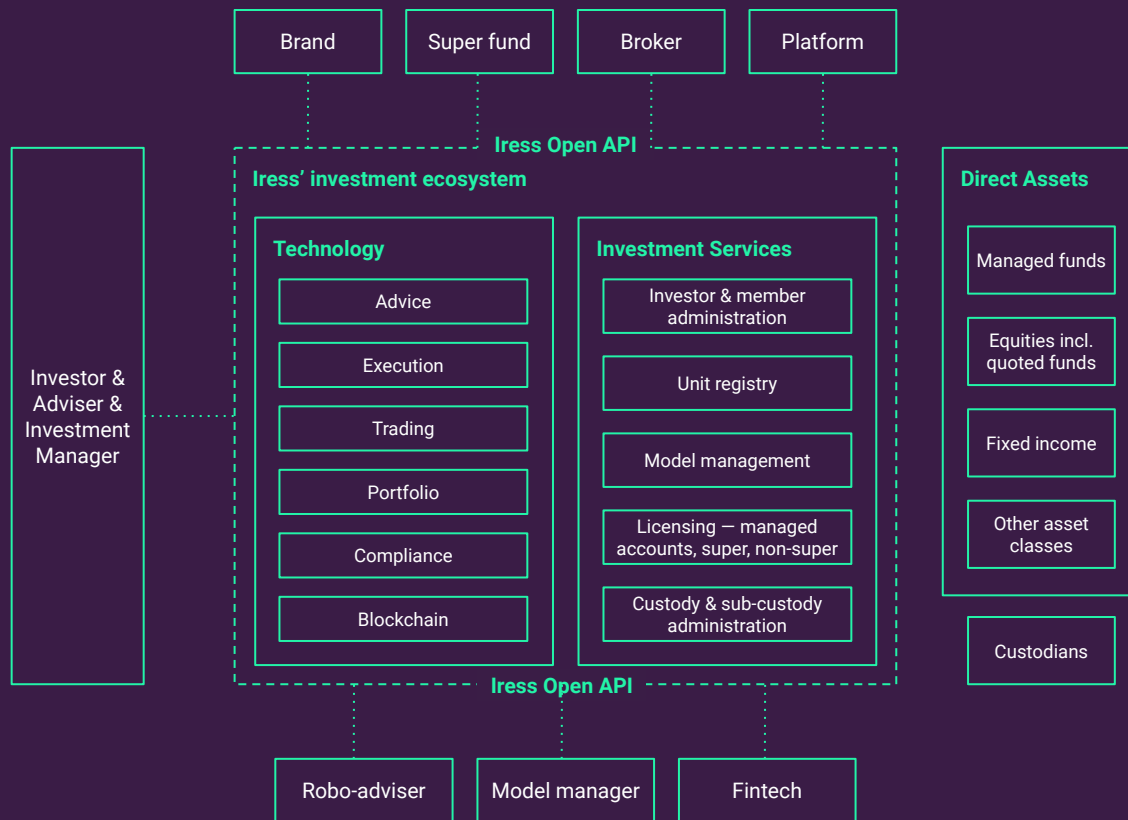 Brand
Super fund
Broker
Platform
Iress Open API
Iress’ investment ecosystem
Investor &
Adviser &
Investment
Manager
Technology
Advice
Execution
Trading
Portfolio
Compliance
Blockchain
Investment Services
Investor & member
administration
Unit registry
Model management
Licensing — managed
accounts, super, non-super
Custody & sub-custody
administration
Direct Assets
Managed funds
Equities incl.
quoted funds
Fixed income
Other asset
classes
Custodians
Iress Open API
Robo-adviser
Model manager
Fintech